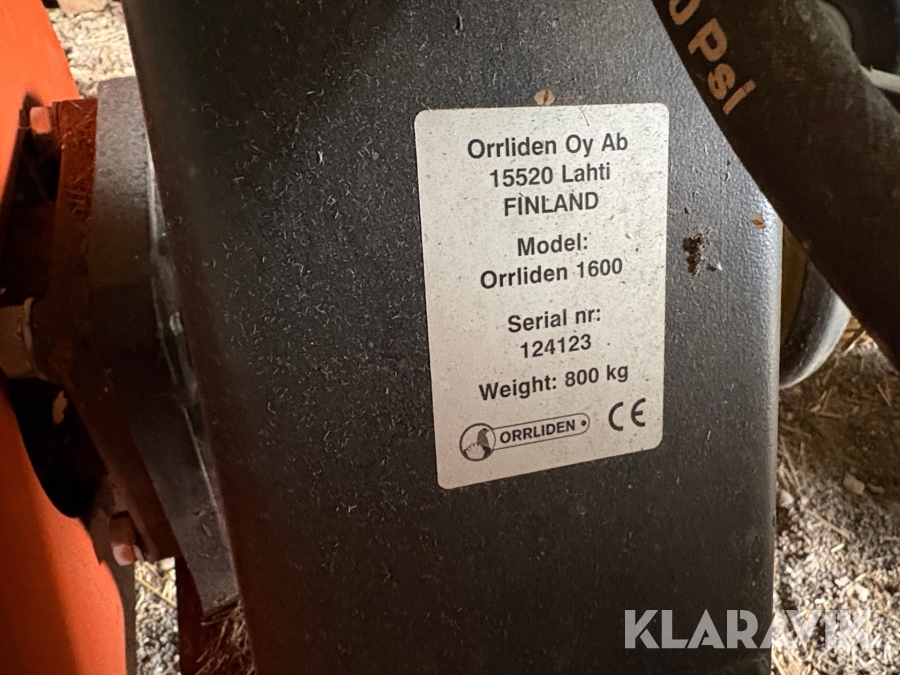 0 Psi
Orrliden Oy Ab
15520 Lahti
FINLAND
Model:
Orrliden 1600
Serial nr:
124123
Weight: 800 kg
ORRLIDEN
CE
KLARAVIK